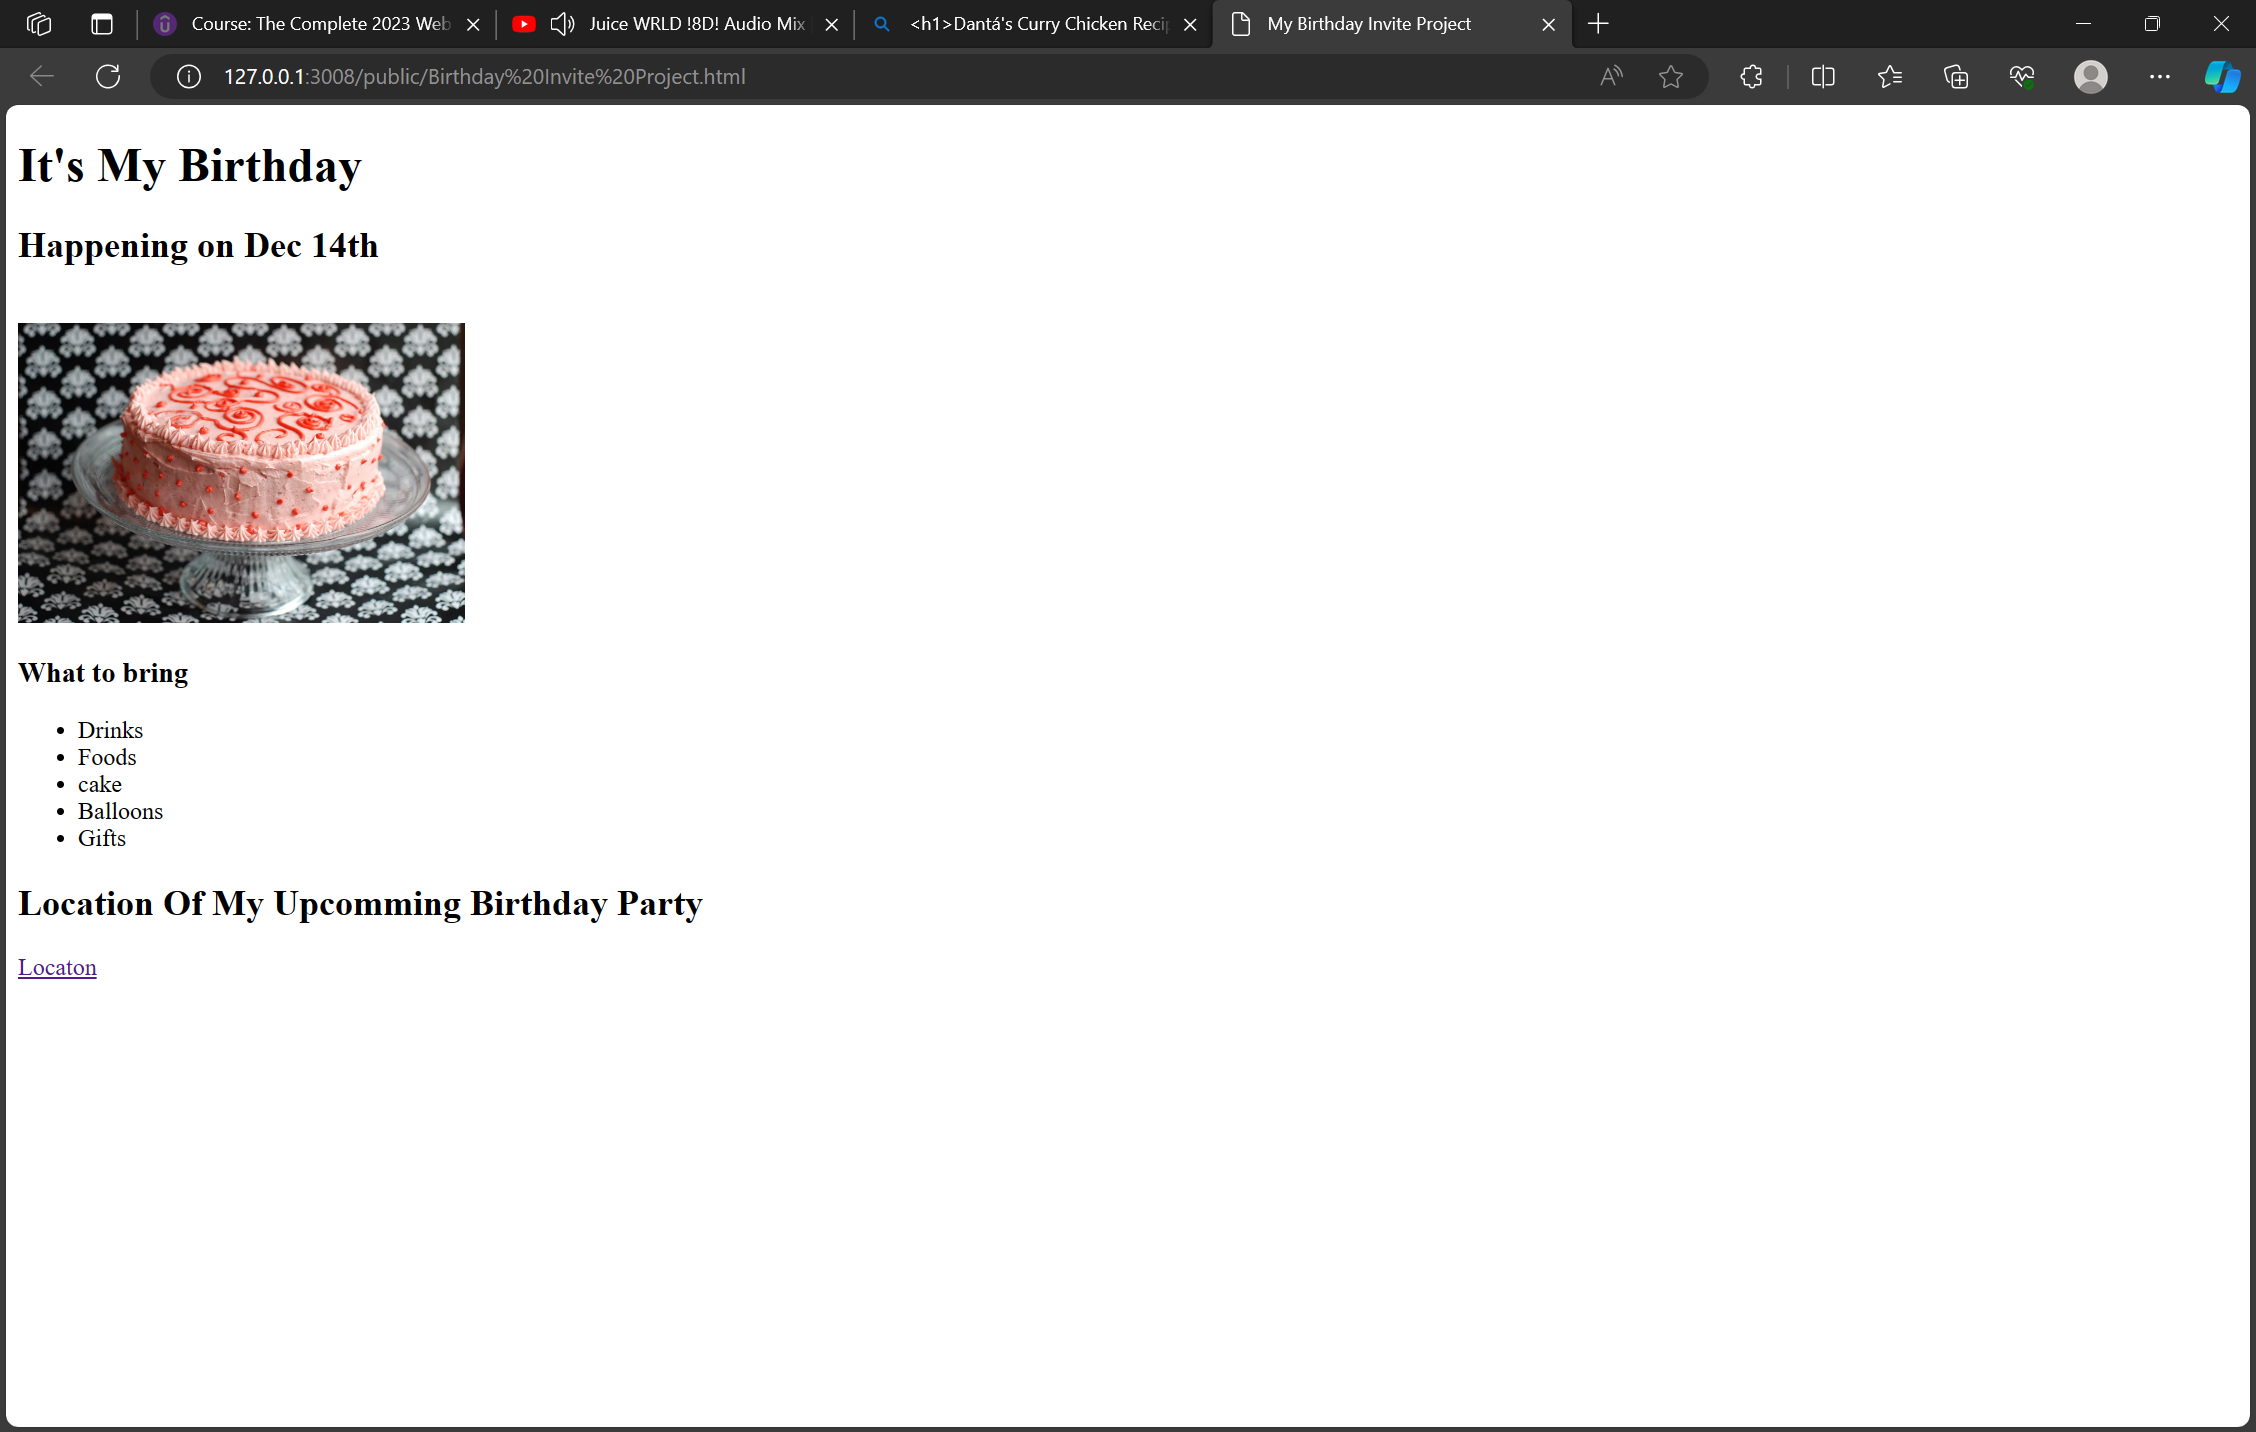 Course: The Complete 2023 Web
Juice WRLD !8D! Audio Mix
<h1>Dantá's Curry Chicken Reci
My Birthday Invite Project
127.0.0.1:3008/public/Birthday%20Invite%20Project.html
It's My Birthday
Happening on Dec 14th
What to bring
Drinks
Foods
cake
Balloons
Gifts
Location Of My Upcomming Birthday Party
Locaton